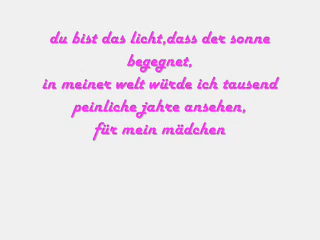 du bist das licht,dass der sonne
begegnet,
in meiner welt würde ich tausend
peinliche jahre ansehen,
für mein mädchen